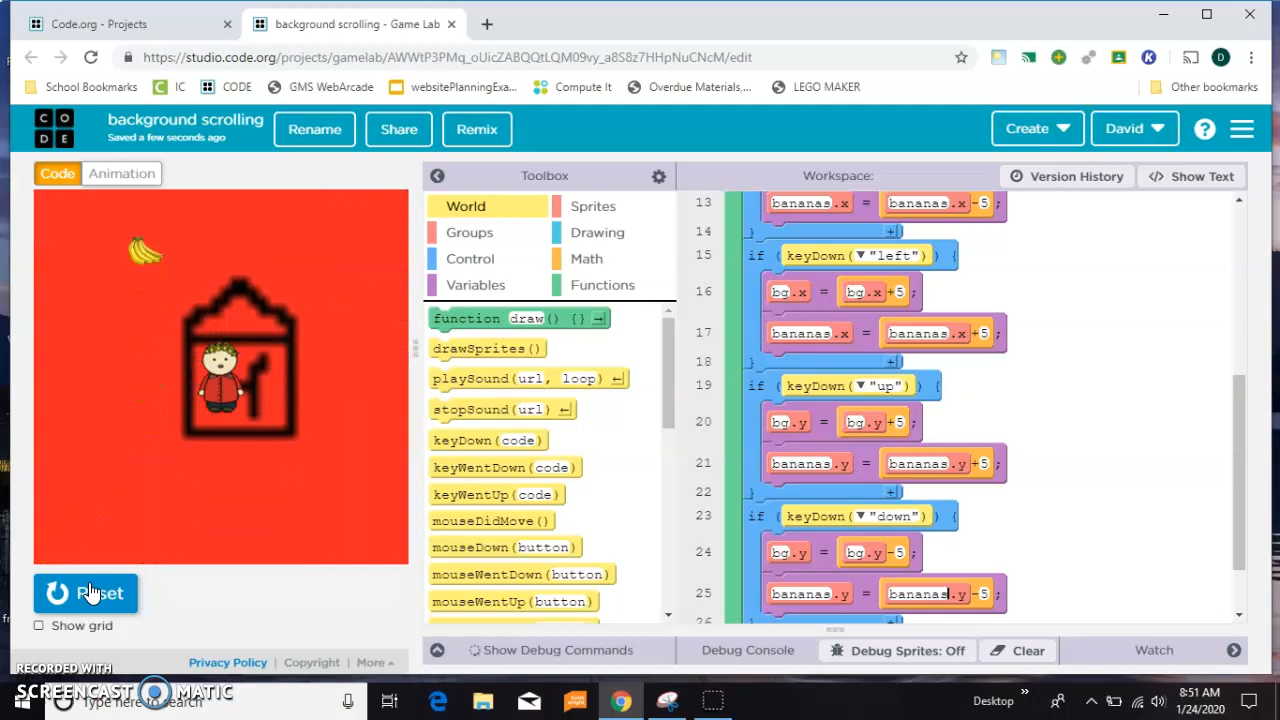 Code.org - Projects
background scrolling - Game Lab
https://studio.code.org/projects/gamelab/AWWtP3PMq_oUicZABQQtLQM09vy_a8S8z7HHpNuCNcM/edit
School Bookmarks
IC
CODE
GMS WebArcade
websitePlanningExa...
Compute It
Overdue Materials,...
LEGO MAKER
Other bookmarks
C O
D E
background scrolling
Saved a few seconds ago
Rename
Share
Remix
Create
David
?
Code
Animation
Toolbox
Workspace:
Version History
</> Show Text
World
Sprites
Groups
Drawing
Control
Math
Variables
Functions
function draw() {}
drawSprites()
playSound(url, loop)
stopSound(url)
keyDown(code)
keyWentDown(code)
keyWentUp(code)
mouseDidMove()
mouseDown(button)
mouseWentDown(button)
mouseWentUp(button)
13 bananas.x = bananas.x-5;
14 }
15 if (keyDown("left")) {
16 bg.x = bg.x+5;
17 bananas.x = bananas.x+5;
18 }
19 if (keyDown("up")) {
20 bg.y = bg.y+5;
21 bananas.y = bananas.y+5;
22 }
23 if (keyDown("down")) {
24 bg.y = bg.y-5;
25 bananas.y = bananas.y-5;
26
Reset
Show grid
Privacy Policy
Copyright
More
Show Debug Commands
Debug Console
Debug Sprites: Off
Clear
Watch
RECORDED WITH
SCREENCAST MATIC
Type here to search
Desktop
8:51 AM
1/24/2020